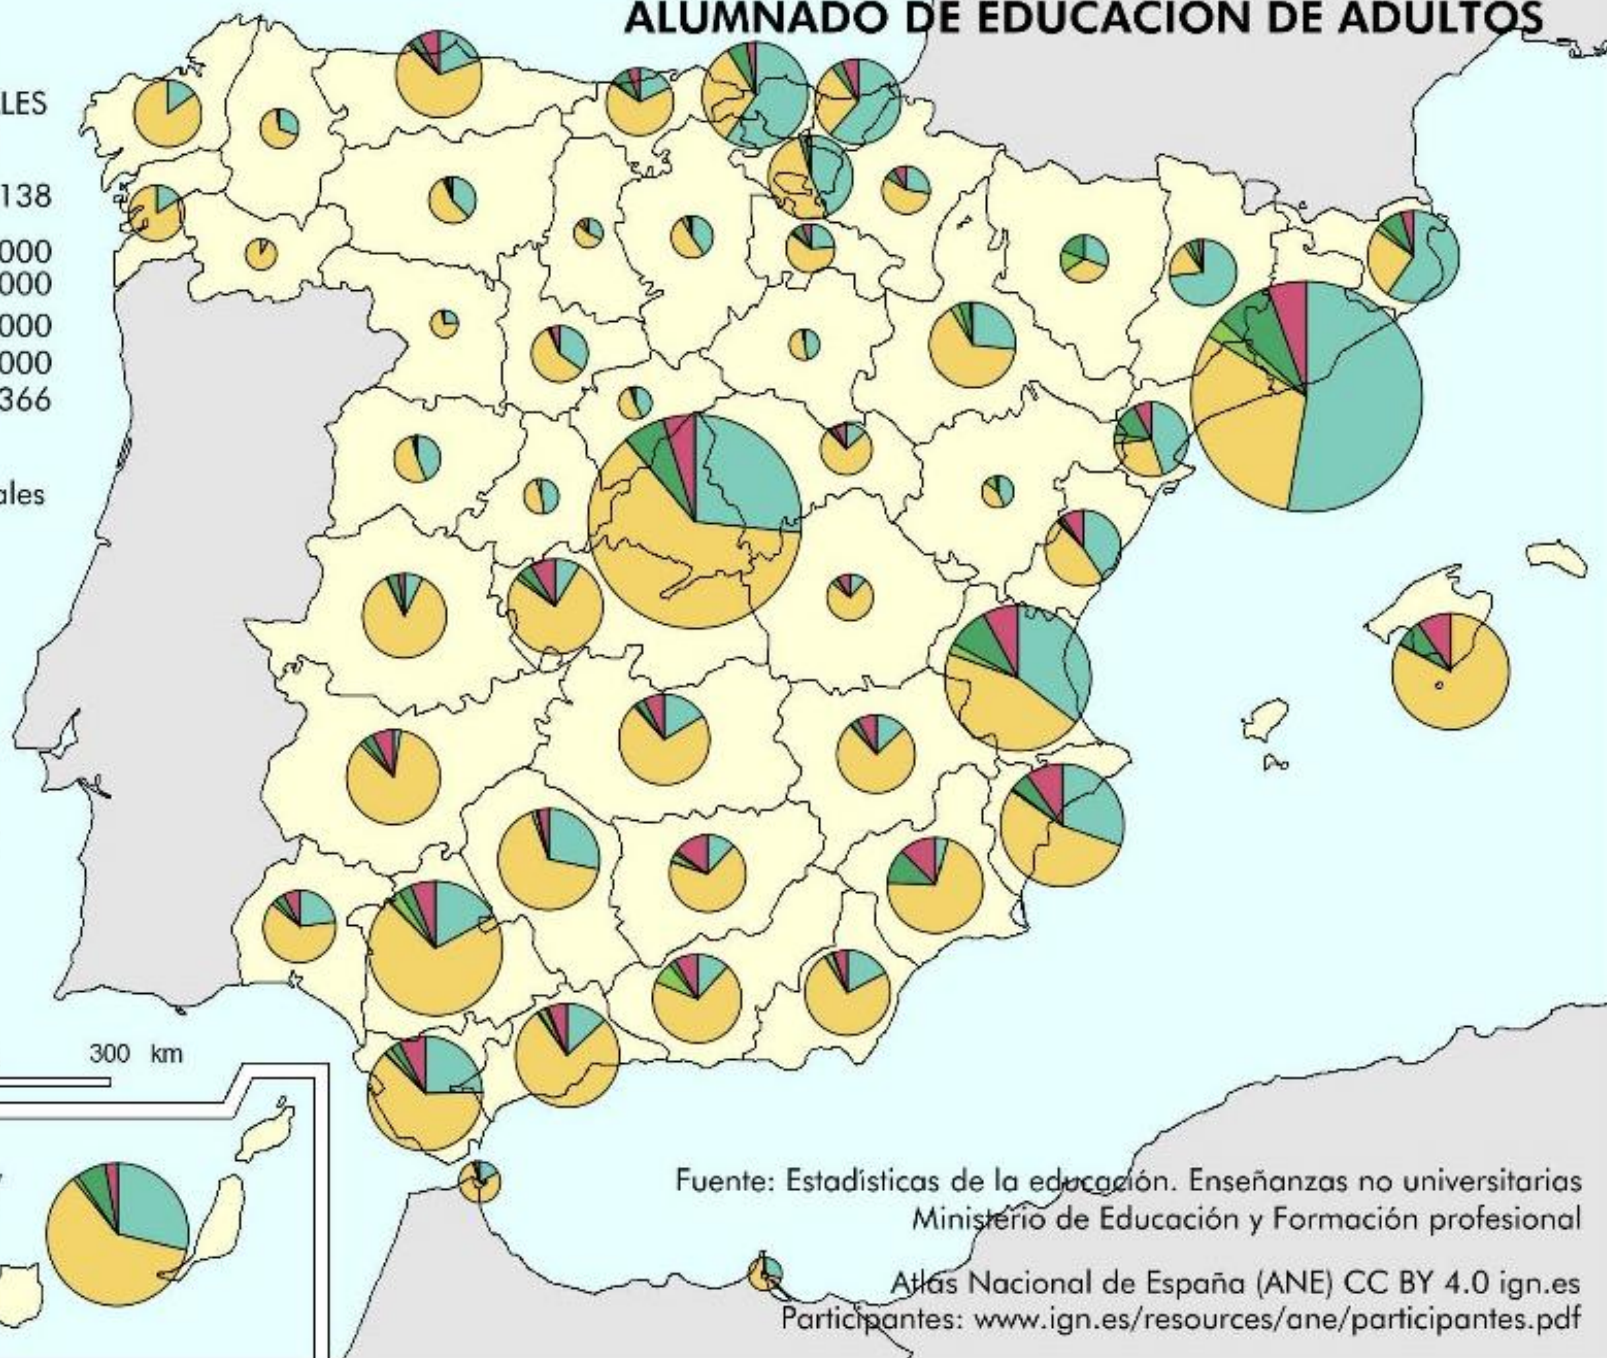 ALUMNADO DE EDUCACIÓN DE ADULTOS
LES
138
000
000
000
000
366
ales
300 km
Fuente: Estadísticas de la educación. Enseñanzas no universitarias
Ministerio de Educación y Formación profesional
Atlas Nacional de España (ANE) CC BY 4.0 ign.es
Participantes: www.ign.es/resources/ane/participantes.pdf